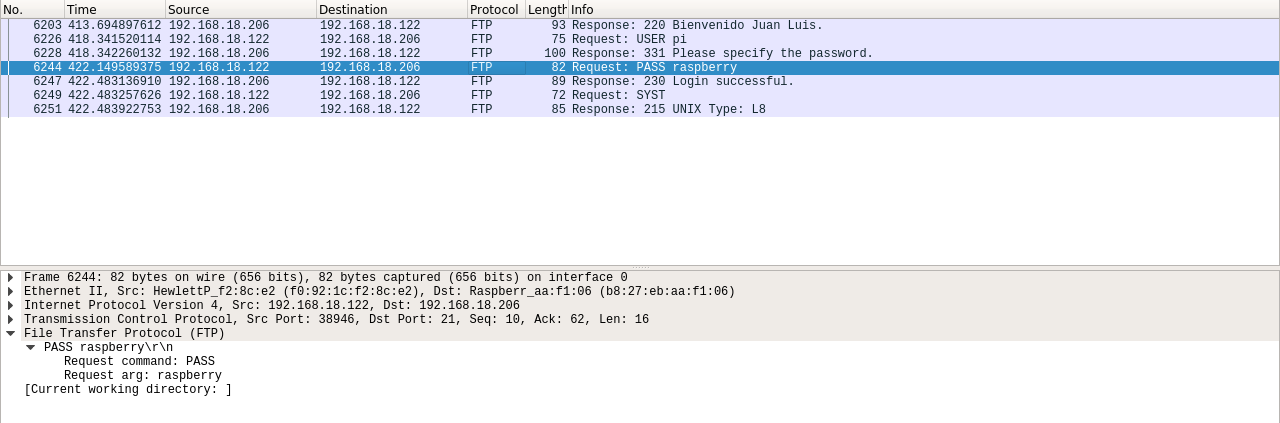 No. Time Source Destination Protocol Length Info
6203 413.694897612 192.168.18.206 192.168.18.122 FTP 93 Response: 220 Bienvenido Juan Luis.
6226 418.341520114 192.168.18.122 192.168.18.206 FTP 75 Request: USER pi
6228 418.342260132 192.168.18.206 192.168.18.122 FTP 100 Response: 331 Please specify the password.
6244 422.149589375 192.168.18.122 192.168.18.206 FTP 82 Request: PASS raspberry
6247 422.483136910 192.168.18.206 192.168.18.122 FTP 89 Response: 230 Login successful.
6249 422.483257626 192.168.18.122 192.168.18.206 FTP 72 Request: SYST
6251 422.483922753 192.168.18.206 192.168.18.122 FTP 85 Response: 215 UNIX Type: L8
Frame 6244: 82 bytes on wire (656 bits), 82 bytes captured (656 bits) on interface 0
Ethernet II, Src: HewlettP_f2:8c:e2 (f0:92:1c:f2:8c:e2), Dst: Raspberr_aa:f1:06 (b8:27:eb:aa:f1:06)
Internet Protocol Version 4, Src: 192.168.18.122, Dst: 192.168.18.206
Transmission Control Protocol, Src Port: 38946, Dst Port: 21, Seq: 10, Ack: 62, Len: 16
File Transfer Protocol (FTP)
PASS raspberry\r\n
Request command: PASS
Request arg: raspberry
[Current working directory: ]